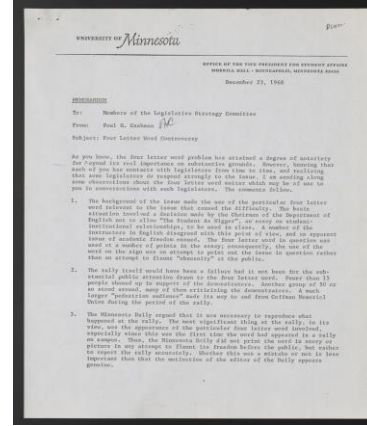 UNIVERSITY OF Minnesota
OFFICE OF THE VICE PRESIDENT FOR STUDENT AFFAIRS
MORRILL HALL · MINNEAPOLIS, MINNESOTA 55455
December 23, 1968
MEMORANDUM
To: Members of the Legislative Strategy Committee
From: Paul H. Cashman
Subject: Four Letter Word Controversy
As you know, the four letter word problem has attained a degree of notoriety
far beyond its real importance on substantive grounds. However, knowing that
each of you has contacts with legislators from time to time, and realizing
that some legislators do respond strongly to the issue, I am sending along
some observations about the four letter word matter which may be of use to
you in conversations with such legislators. The comments follow.
1. The background of the issue made the use of the particular four letter
word relevant to the issue that caused the difficulty. The basic
situation involved a decision made by the Chairman of the Department of
English not to allow "The Student As Nigger", an essay on student-
institutional relationships, to be used in class. A number of the
instructors in English disagreed with this point of view, and an apparent
issue of academic freedom ensued. The four letter word in question was
used at a number of points in the essay; consequently, the use of the
word on the sign was an attempt to point out the issue in question rather
than an attempt to flaunt "obscenity" at the public.
2. The rally itself would have been a failure had it not been for the sub-
stantial public attention drawn to the four letter word. Fewer than 15
people showed up in support of the demonstrators. Another group of 30 or
so stood around, many of them criticizing the demonstrators. A much
larger "pedestrian audience" made its way to and from Coffman Memorial
Union during the period of the rally.
3. The Minnesota Daily argued that it was necessary to reproduce what
happened at the rally. The most significant thing at the rally, in its
view, was the appearance of the particular four letter word involved,
especially since this was the first time the word had appeared in a rally
on campus. Thus, the Minnesota Daily did not print the word in essay or
picture in any attempt to flaunt its freedom before the public, but rather
to report the rally accurately. Whether this was a mistake or not is less
important than that the motivation of the editor of the Daily appears
genuine.